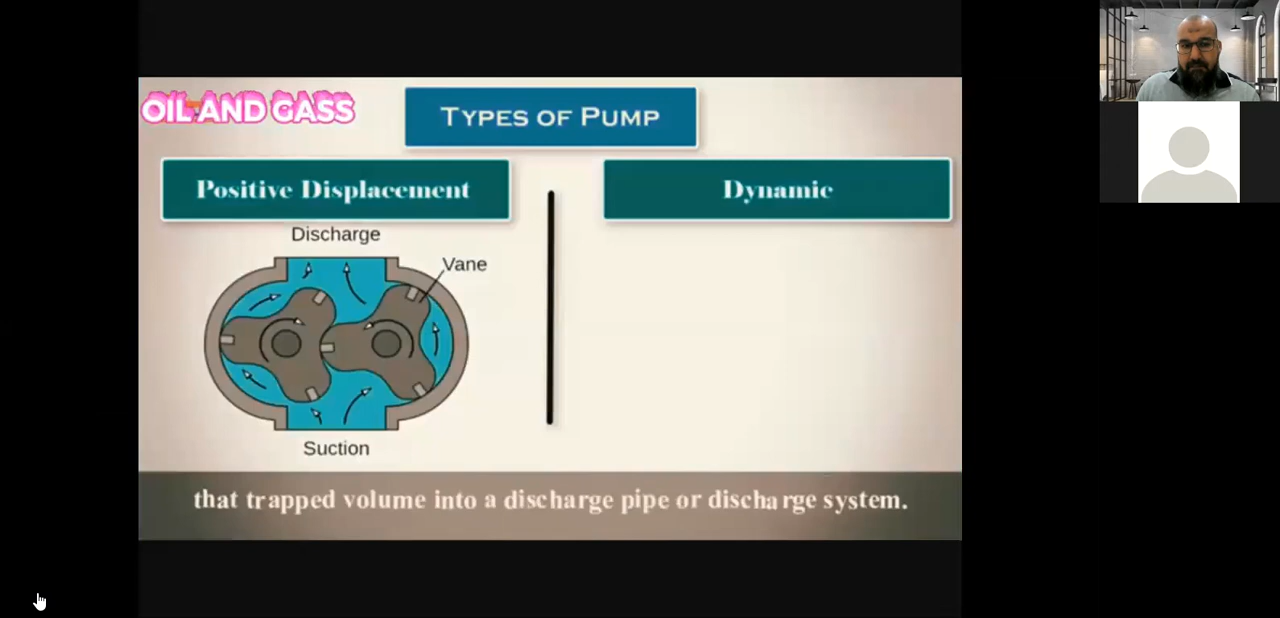 OIL AND GASS
TYPES OF PUMP
Positive Displacement
Dynamic
Discharge
Vane
Suction
that trapped volume into a discharge pipe or discharge system.